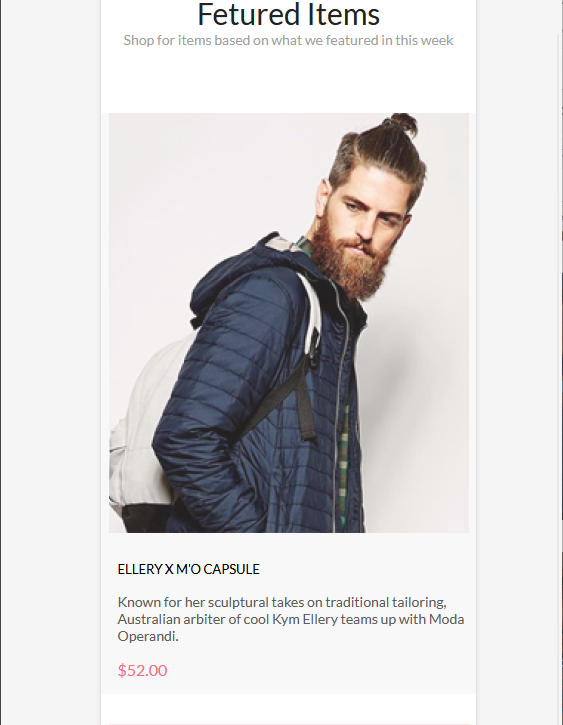 Fetured Items
Shop for items based on what we featured in this week
ELLERY X M'O CAPSULE
Known for her sculptural takes on traditional tailoring,
Australian arbiter of cool Kym Ellery teams up with Moda
Operandi.
$52.00